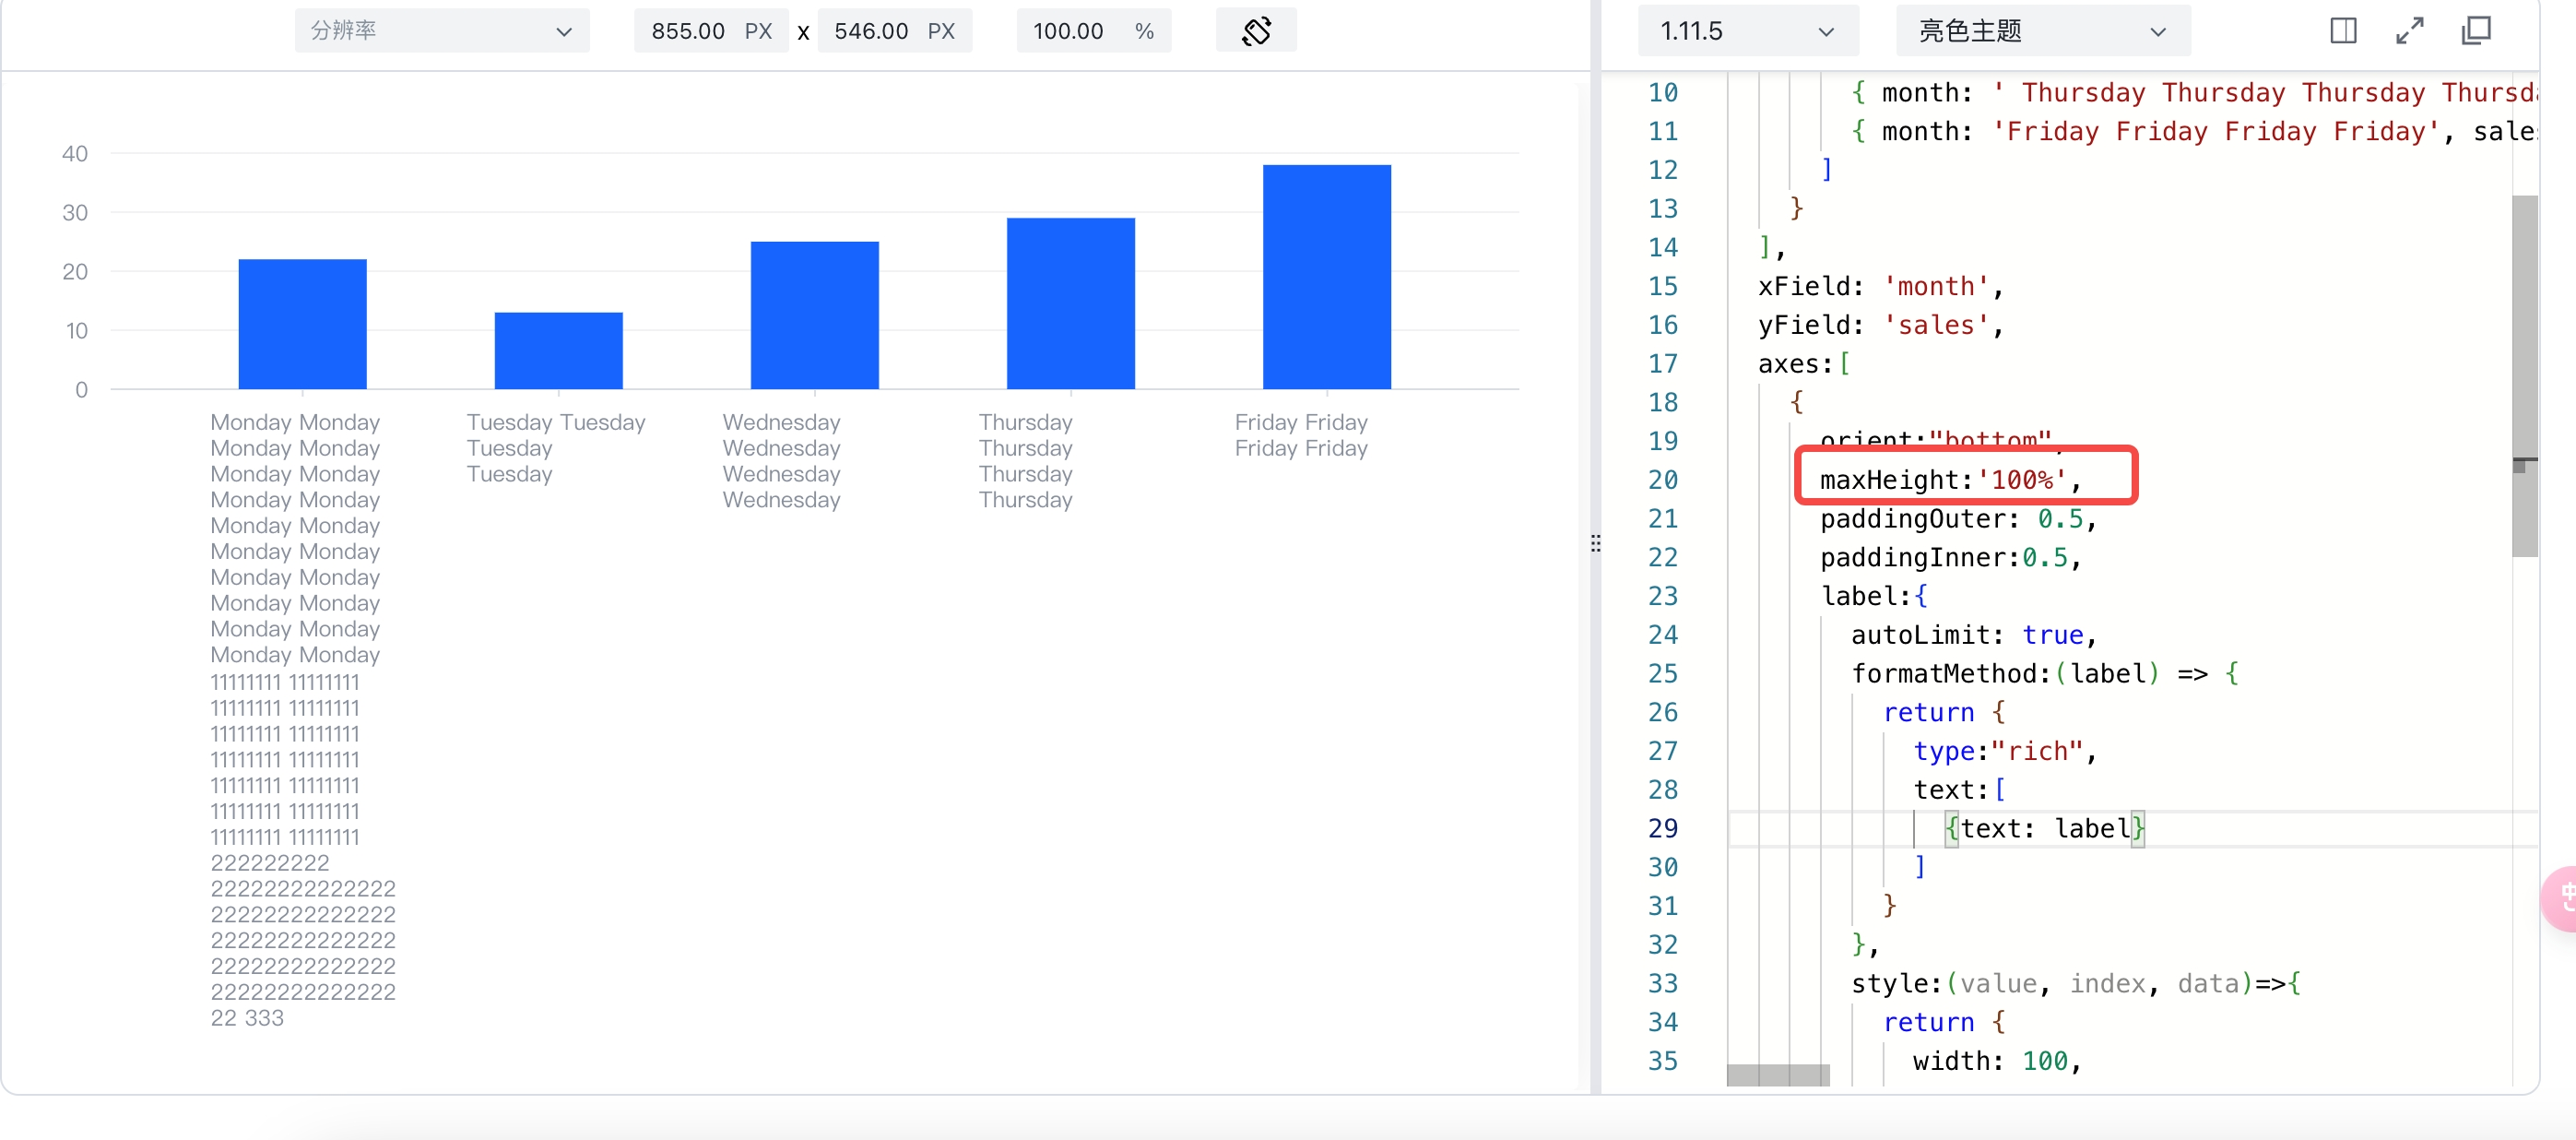 分辨率
855.00 PX x 546.00 PX
100.00 %
40
30
20
10
0
Monday Monday
Monday Monday
Monday Monday
Monday Monday
Monday Monday
Monday Monday
Monday Monday
Monday Monday
Monday Monday
Monday Monday
11111111 11111111
11111111 11111111
11111111 11111111
11111111 11111111
11111111 11111111
11111111 11111111
11111111 11111111
222222222
22222222222222
22222222222222
22222222222222
22222222222222
22222222222222
22 333
Tuesday Tuesday
Tuesday
Tuesday
Wednesday
Wednesday
Wednesday
Wednesday
Thursday
Thursday
Thursday
Thursday
Friday Friday
Friday Friday
1.11.5
亮色主题
10 { month: ' Thursday Thursday Thursday Thursda
11 { month: 'Friday Friday Friday Friday', sales
12 ]
13 }
14 ],
15 xField: 'month',
16 yField: 'sales',
17 axes:[
18 {
19 orient:"bottom",
20 maxHeight:'100%',
21 paddingOuter: 0.5,
22 paddingInner:0.5,
23 label:{
24 autoLimit: true,
25 formatMethod:(label) => {
26 return {
27 type:"rich",
28 text:[
29 {text: label}
30 ]
31 }
32 },
33 style:(value, index, data)=>{
34 return {
35 width: 100,